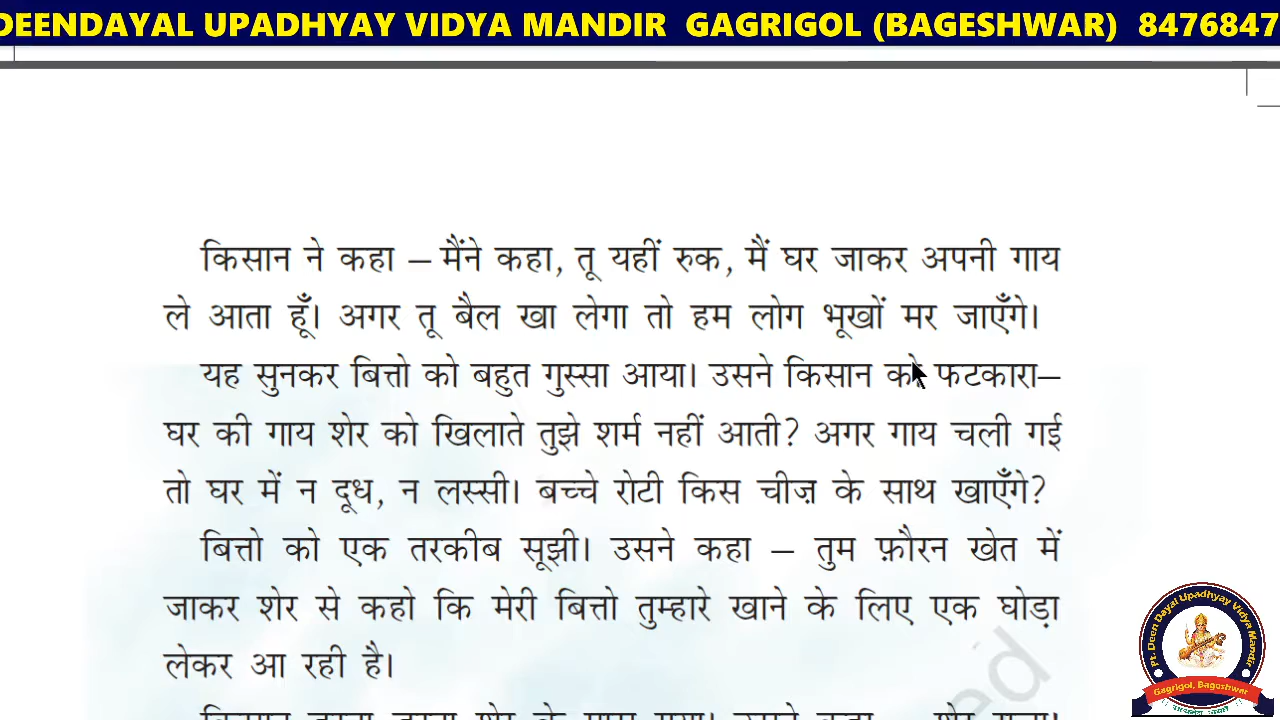 DEENDAYAL UPADHYAY VIDYA MANDIR GAGRIGOL (BAGESHWAR) 8476847
किसान ने कहा – मैंने कहा, तू यहीं रुक, मैं घर जाकर अपनी गाय
ले आता हूँ। अगर तू बैल खा लेगा तो हम लोग भूखों मर जाएँगे।
यह सुनकर बित्तो को बहुत गुस्सा आया। उसने किसान को फटकारा–
घर की गाय शेर को खिलाते तुझे शर्म नहीं आती? अगर गाय चली गई
तो घर में न दूध, न लस्सी। बच्चे रोटी किस चीज़ के साथ खाएँगे?
बित्तो को एक तरकीब सूझी। उसने कहा – तुम फ़ौरन खेत में
जाकर शेर से कहो कि मेरी बित्तो तुम्हारे खाने के लिए एक घोड़ा
लेकर आ रही है।
Pt. Deen Dayal Upadhyay Vidya Mandir
Gagrigol, Bageshwar